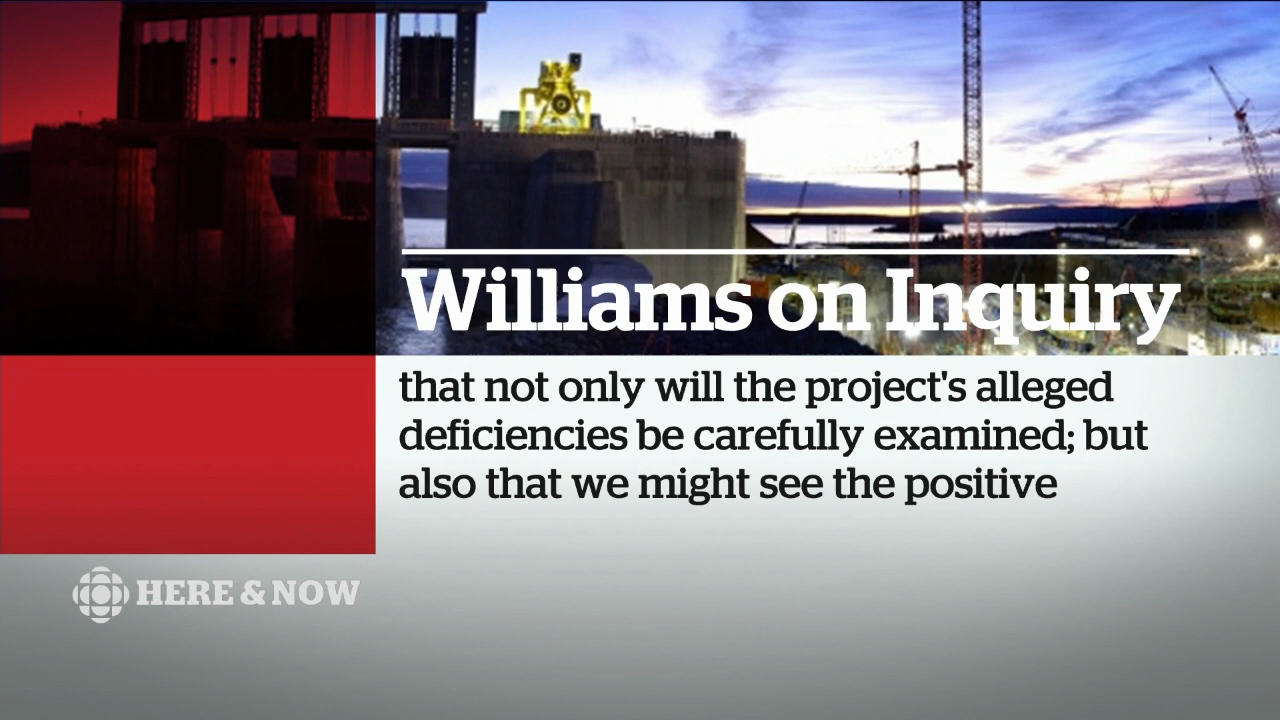 Williams on Inquiry
that not only will the project's alleged
deficiencies be carefully examined; but
also that we might see the positive
HERE & NOW